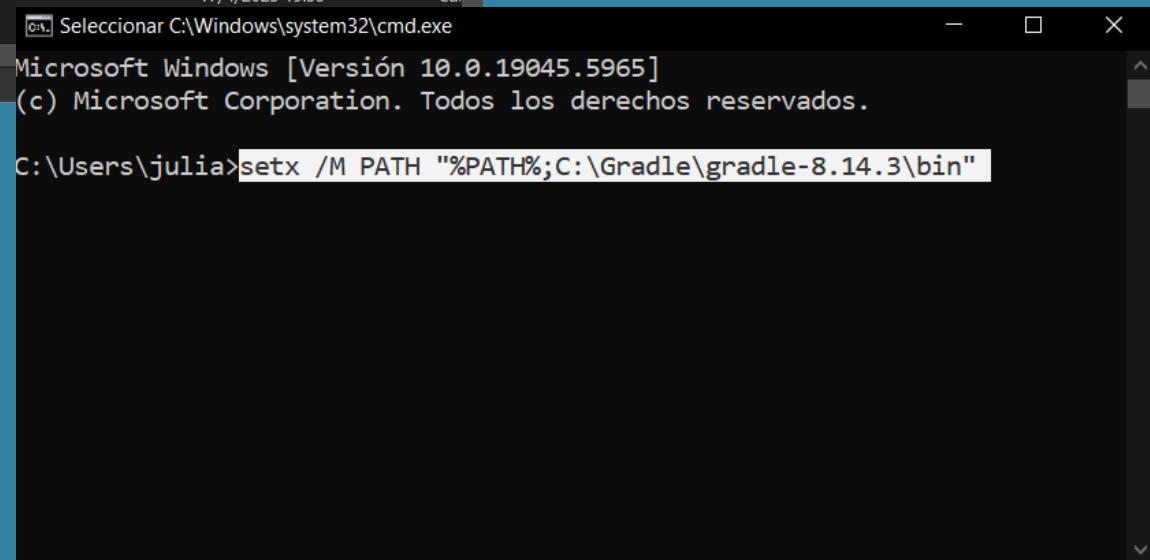 Seleccionar C:\Windows\system32\cmd.exe
Microsoft Windows [Versión 10.0.19045.5965]
(c) Microsoft Corporation. Todos los derechos reservados.
C:\Users\julia>setx /M PATH "%PATH%;C:\Gradle\gradle-8.14.3\bin"